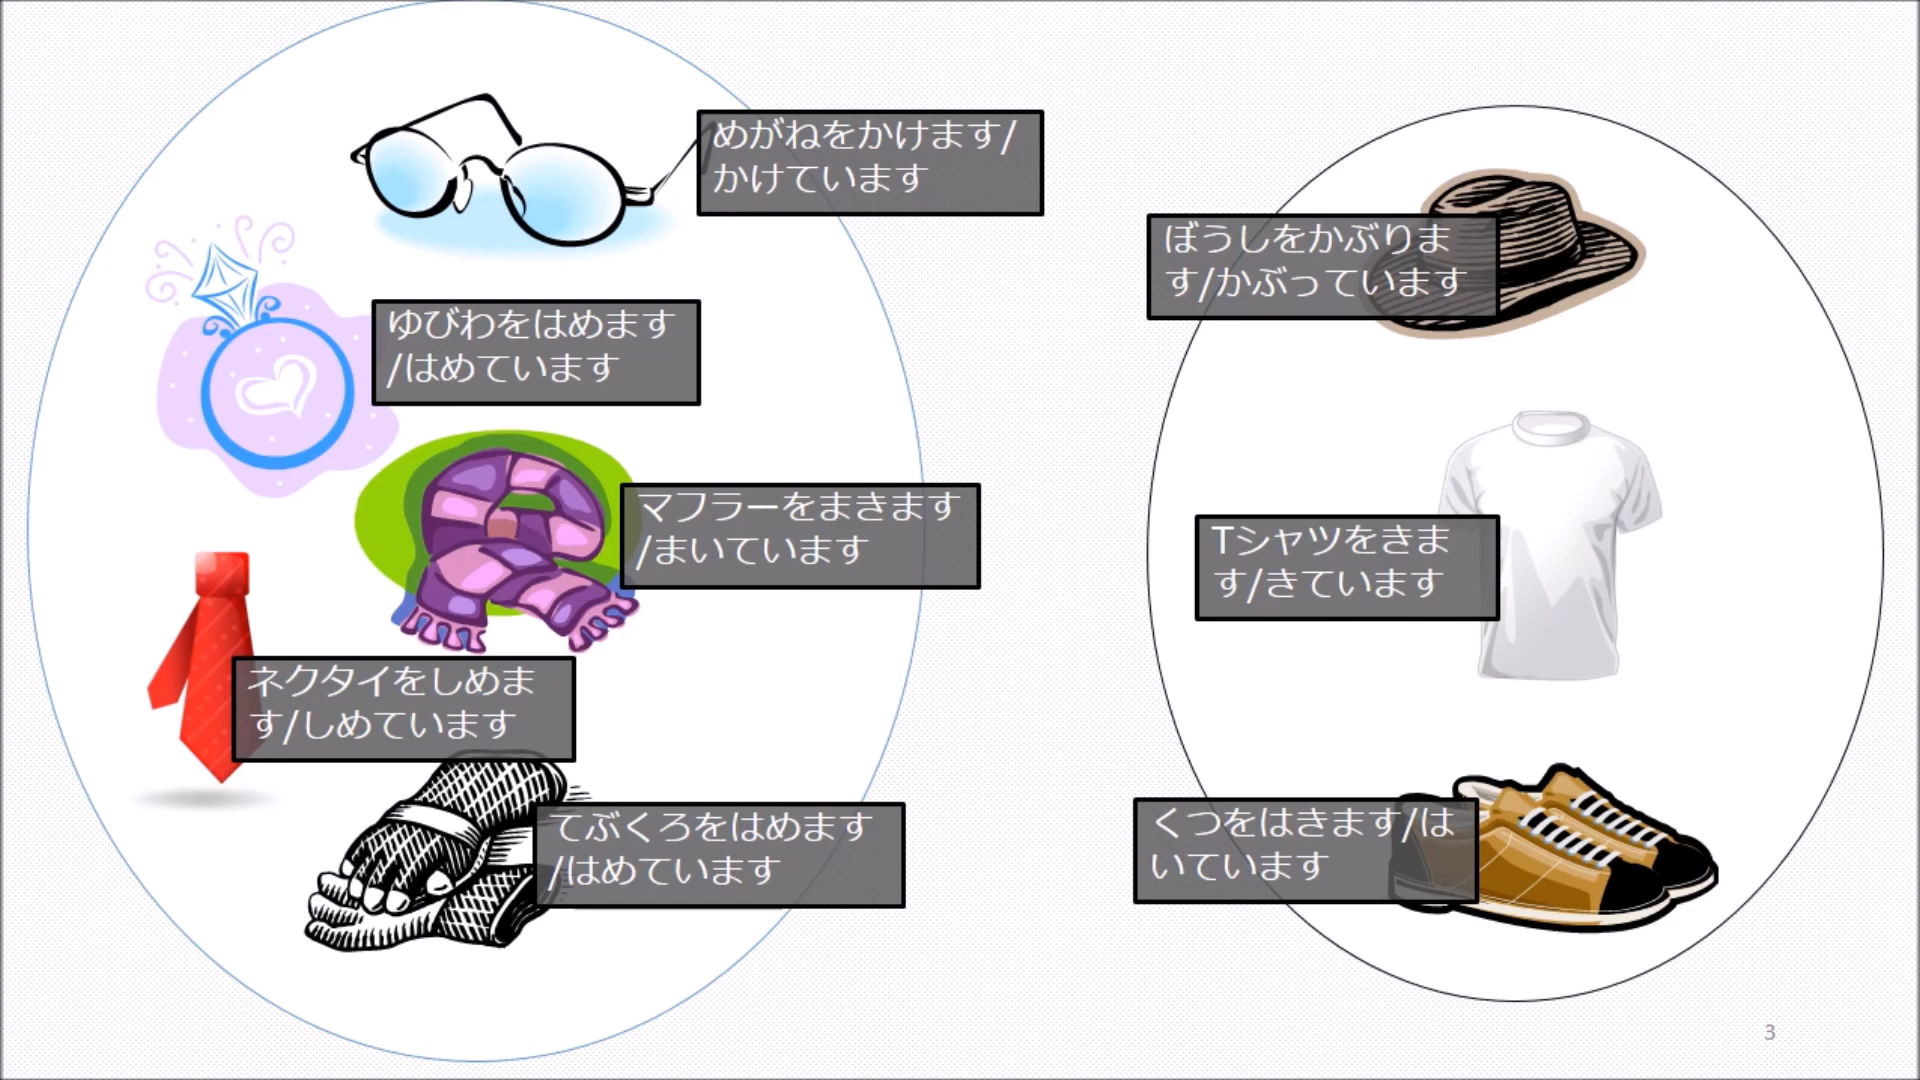 めがねをかけます/
かけています
ゆびわをはめます
/はめています
マフラーをまきます
/まいています
ネクタイをしめま
す/しめています
てぶくろをはめます
/はめています
ぼうしをかぶりま
す/かぶっています
Tシャツをきま
す/きています
くつをはきます/は
いています
3